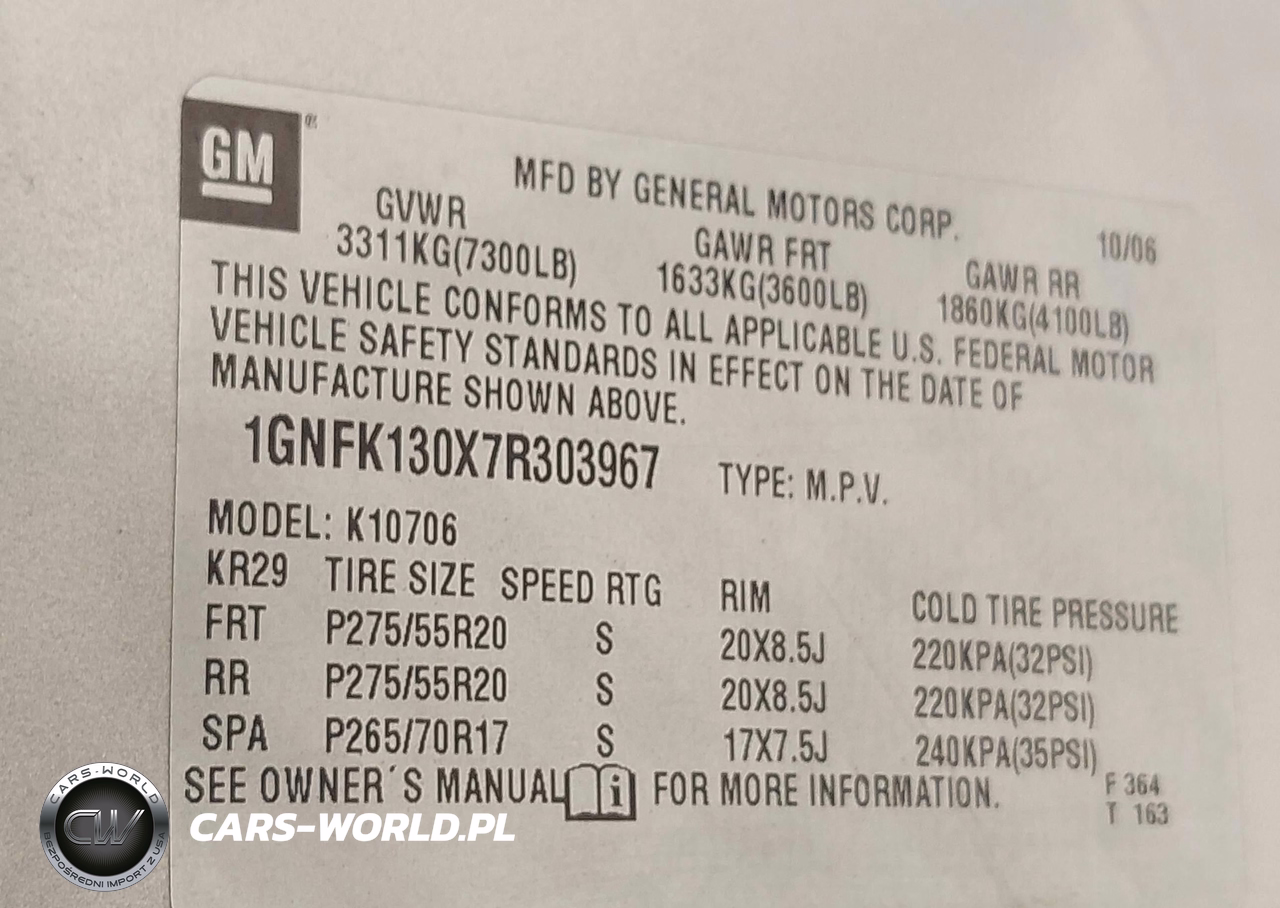 GM®
MFD BY GENERAL MOTORS CORP. 10/06
GVWR GAWR FRT GAWR RR
3311KG(7300LB) 1633KG(3600LB) 1860KG(4100LB)
THIS VEHICLE CONFORMS TO ALL APPLICABLE U.S. FEDERAL MOTOR
VEHICLE SAFETY STANDARDS IN EFFECT ON THE DATE OF
MANUFACTURE SHOWN ABOVE.
1GNFK130X7R303967 TYPE: M.P.V.
MODEL: K10706
KR29 TIRE SIZE SPEED RTG RIM COLD TIRE PRESSURE
FRT P275/55R20 S 20X8.5J 220KPA(32PSI)
RR P275/55R20 S 20X8.5J 220KPA(32PSI)
SPA P265/70R17 S 17X7.5J 240KPA(35PSI)
SEE OWNER´S MANUAL i FOR MORE INFORMATION.
F 364
T 163
CARS-WORLD
CW
BEZPOŚREDNI IMPORT Z USA
CARS-WORLD.PL